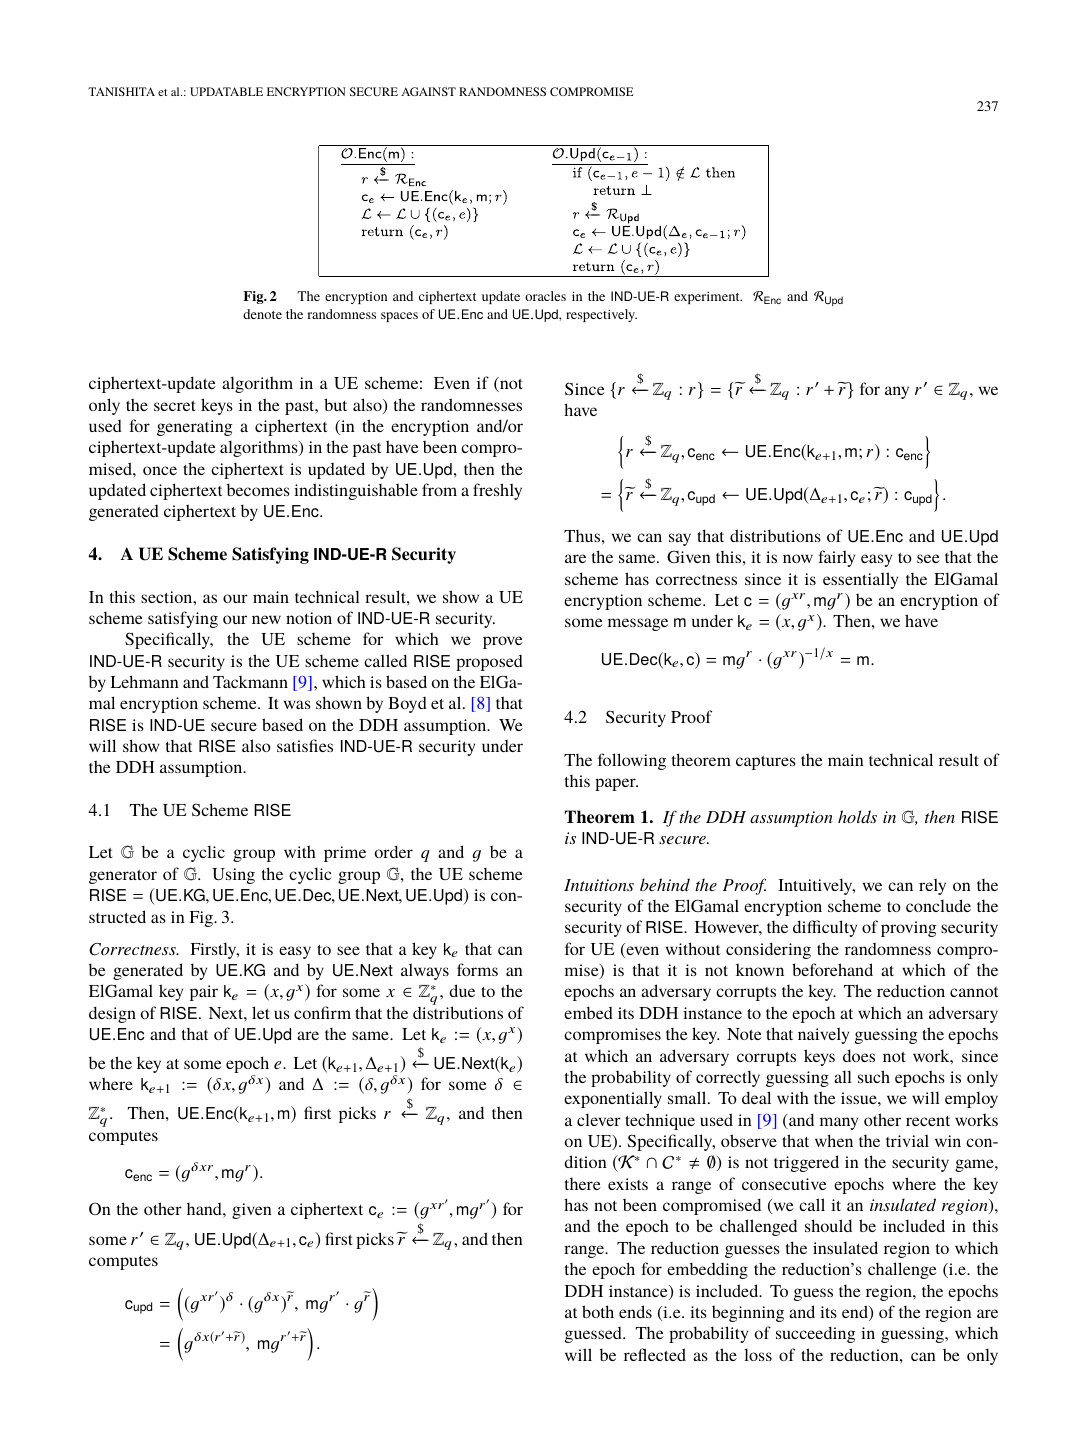 TANISHITA et al.: UPDATABLE ENCRYPTION SECURE AGAINST RANDOMNESS COMPROMISE
237
𝒪.Enc(m) :
r ←$ ℛ_Enc
c_e ← UE.Enc(k_e, m; r)
ℒ ← ℒ ∪ {(c_e, e)}
return (c_e, r)
𝒪.Upd(c_{e−1}) :
if (c_{e−1}, e − 1) ∉ ℒ then
return ⊥
r ←$ ℛ_Upd
c_e ← UE.Upd(Δ_e, c_{e−1}; r)
ℒ ← ℒ ∪ {(c_e, e)}
return (c_e, r)
Fig. 2 The encryption and ciphertext update oracles in the IND-UE-R experiment. ℛ_Enc and ℛ_Upd
denote the randomness spaces of UE.Enc and UE.Upd, respectively.
ciphertext-update algorithm in a UE scheme: Even if (not
only the secret keys in the past, but also) the randomnesses
used for generating a ciphertext (in the encryption and/or
ciphertext-update algorithms) in the past have been compro-
mised, once the ciphertext is updated by UE.Upd, then the
updated ciphertext becomes indistinguishable from a freshly
generated ciphertext by UE.Enc.
4. A UE Scheme Satisfying IND-UE-R Security
In this section, as our main technical result, we show a UE
scheme satisfying our new notion of IND-UE-R security.
Specifically, the UE scheme for which we prove
IND-UE-R security is the UE scheme called RISE proposed
by Lehmann and Tackmann [9], which is based on the ElGa-
mal encryption scheme. It was shown by Boyd et al. [8] that
RISE is IND-UE secure based on the DDH assumption. We
will show that RISE also satisfies IND-UE-R security under
the DDH assumption.
4.1 The UE Scheme RISE
Let 𝔾 be a cyclic group with prime order q and g be a
generator of 𝔾. Using the cyclic group 𝔾, the UE scheme
RISE = (UE.KG, UE.Enc, UE.Dec, UE.Next, UE.Upd) is con-
structed as in Fig. 3.
Correctness. Firstly, it is easy to see that a key k_e that can
be generated by UE.KG and by UE.Next always forms an
ElGamal key pair k_e = (x, g^x) for some x ∈ ℤ*_q, due to the
design of RISE. Next, let us confirm that the distributions of
UE.Enc and that of UE.Upd are the same. Let k_e := (x, g^x)
be the key at some epoch e. Let (k_{e+1}, Δ_{e+1}) ←$ UE.Next(k_e)
where k_{e+1} := (δx, g^{δx}) and Δ := (δ, g^{δx}) for some δ ∈
ℤ*_q. Then, UE.Enc(k_{e+1}, m) first picks r ←$ ℤ_q, and then
computes
c_enc = (g^{δxr}, mg^r).
On the other hand, given a ciphertext c_e := (g^{xr′}, mg^{r′}) for
some r′ ∈ ℤ_q, UE.Upd(Δ_{e+1}, c_e) first picks r̃ ←$ ℤ_q, and then
computes
c_upd = ((g^{xr′})^δ · (g^{δx})^{r̃}, mg^{r′} · g^{r̃})
= (g^{δx(r′+r̃)}, mg^{r′+r̃}).
Since {r ←$ ℤ_q : r} = {r̃ ←$ ℤ_q : r′ + r̃} for any r′ ∈ ℤ_q, we
have
{r ←$ ℤ_q, c_enc ← UE.Enc(k_{e+1}, m; r) : c_enc}
= {r̃ ←$ ℤ_q, c_upd ← UE.Upd(Δ_{e+1}, c_e; r̃) : c_upd}.
Thus, we can say that distributions of UE.Enc and UE.Upd
are the same. Given this, it is now fairly easy to see that the
scheme has correctness since it is essentially the ElGamal
encryption scheme. Let c = (g^{xr}, mg^r) be an encryption of
some message m under k_e = (x, g^x). Then, we have
UE.Dec(k_e, c) = mg^r · (g^{xr})^{−1/x} = m.
4.2 Security Proof
The following theorem captures the main technical result of
this paper.
Theorem 1. If the DDH assumption holds in 𝔾, then RISE
is IND-UE-R secure.
Intuitions behind the Proof. Intuitively, we can rely on the
security of the ElGamal encryption scheme to conclude the
security of RISE. However, the difficulty of proving security
for UE (even without considering the randomness compro-
mise) is that it is not known beforehand at which of the
epochs an adversary corrupts the key. The reduction cannot
embed its DDH instance to the epoch at which an adversary
compromises the key. Note that naively guessing the epochs
at which an adversary corrupts keys does not work, since
the probability of correctly guessing all such epochs is only
exponentially small. To deal with the issue, we will employ
a clever technique used in [9] (and many other recent works
on UE). Specifically, observe that when the trivial win con-
dition (𝒦* ∩ 𝒞* ≠ ∅) is not triggered in the security game,
there exists a range of consecutive epochs where the key
has not been compromised (we call it an insulated region),
and the epoch to be challenged should be included in this
range. The reduction guesses the insulated region to which
the epoch for embedding the reduction's challenge (i.e. the
DDH instance) is included. To guess the region, the epochs
at both ends (i.e. its beginning and its end) of the region are
guessed. The probability of succeeding in guessing, which
will be reflected as the loss of the reduction, can be only